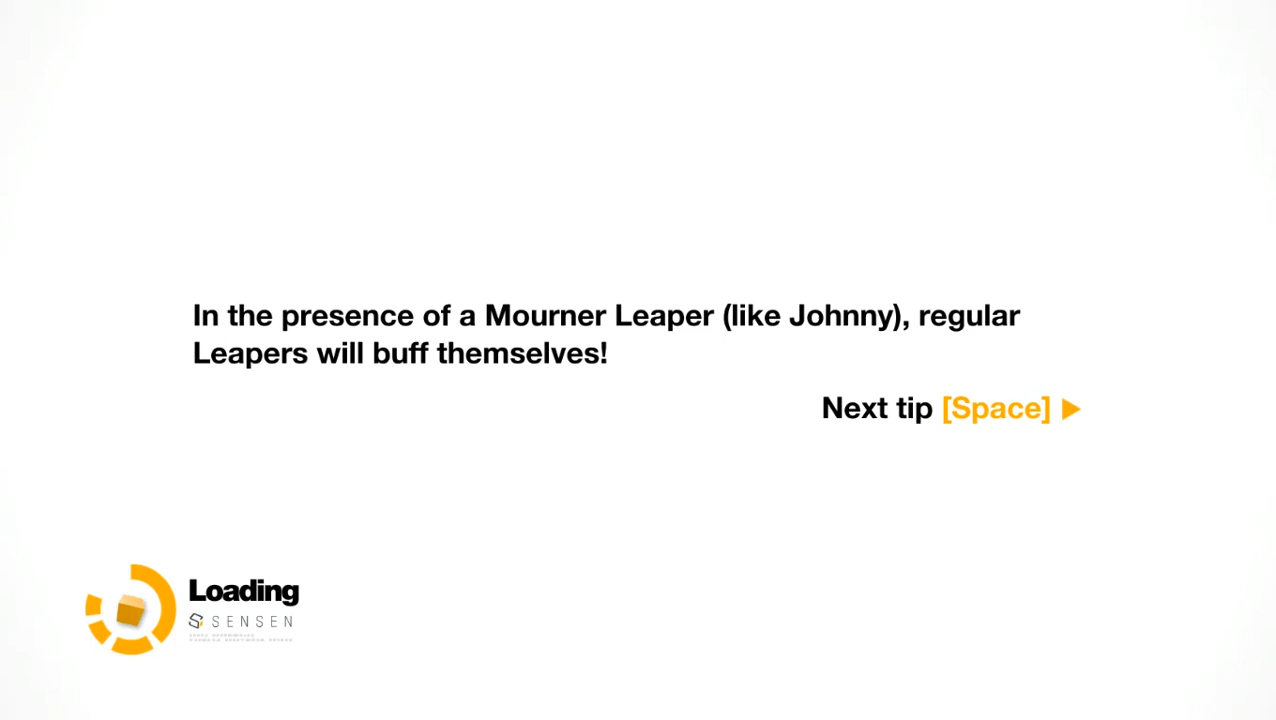 In the presence of a Mourner Leaper (like Johnny), regular
Leapers will buff themselves!
Next tip [Space]
Loading
SENSEN